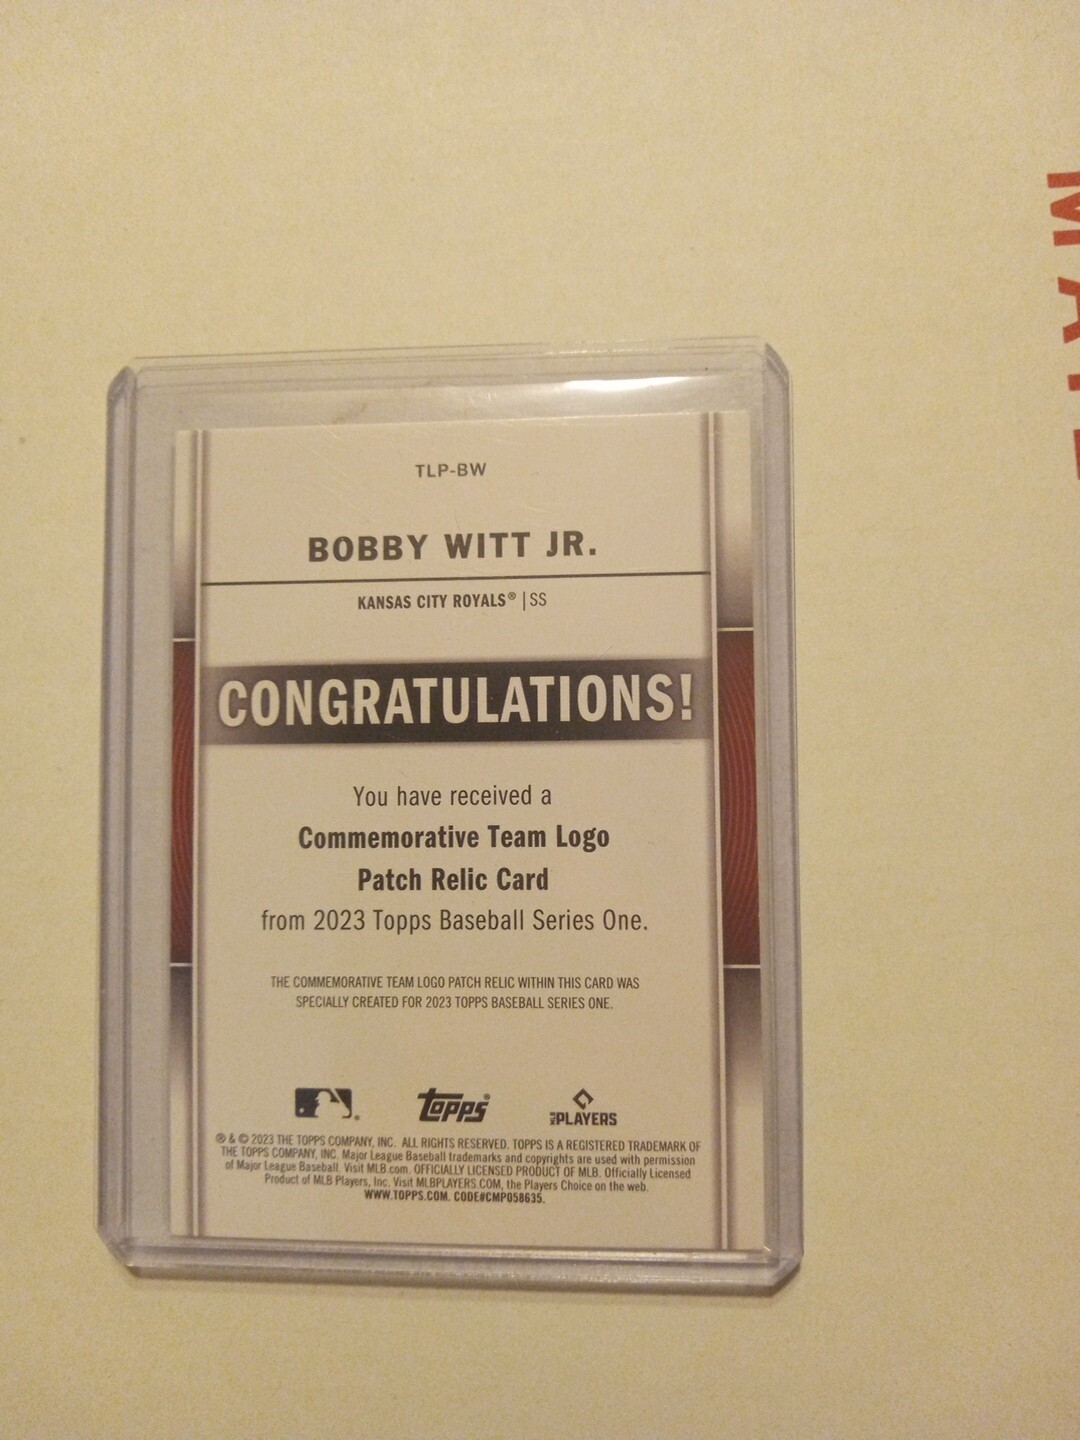 TLP-BW
BOBBY WITT JR.
KANSAS CITY ROYALS® | SS
CONGRATULATIONS!
You have received a
Commemorative Team Logo
Patch Relic Card
from 2023 Topps Baseball Series One.
THE COMMEMORATIVE TEAM LOGO PATCH RELIC WITHIN THIS CARD WAS
SPECIALLY CREATED FOR 2023 TOPPS BASEBALL SERIES ONE.
topps®
MLB PLAYERS
® & © 2023 THE TOPPS COMPANY, INC. ALL RIGHTS RESERVED. TOPPS IS A REGISTERED TRADEMARK OF
THE TOPPS COMPANY, INC. Major League Baseball trademarks and copyrights are used with permission
of Major League Baseball. Visit MLB.com. OFFICIALLY LICENSED PRODUCT OF MLB. Officially Licensed
Product of MLB Players, Inc. Visit MLBPLAYERS.COM, the Players Choice on the web.
WWW.TOPPS.COM. CODE#CMP058635.